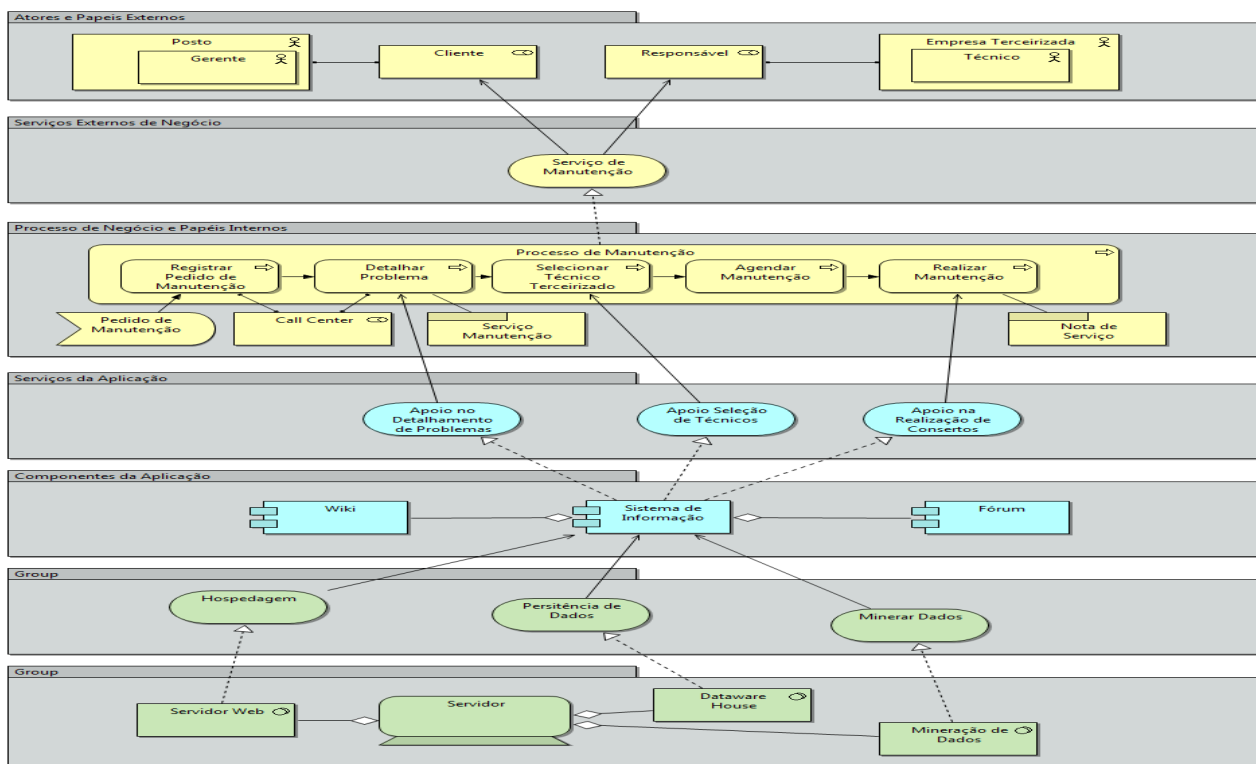 Atores e Papeis Externos
Posto
Gerente
Cliente
Responsável
Empresa Terceirizada
Técnico
Serviços Externos de Negócio
Serviço de
Manutenção
Processo de Negócio e Papéis Internos
Processo de Manutenção
Registrar
Pedido de
Manutenção
Detalhar
Problema
Selecionar
Técnico
Terceirizado
Agendar
Manutenção
Realizar
Manutenção
Pedido de
Manutenção
Call Center
Serviço
Manutenção
Nota de
Serviço
Serviços da Aplicação
Apoio no
Detalhamento
de Problemas
Apoio Seleção
de Técnicos
Apoio na
Realização de
Consertos
Componentes da Aplicação
Wiki
Sistema de
Informação
Fórum
Group
Hospedagem
Persitência de
Dados
Minerar Dados
Group
Servidor Web
Servidor
Dataware
House
Mineração de
Dados